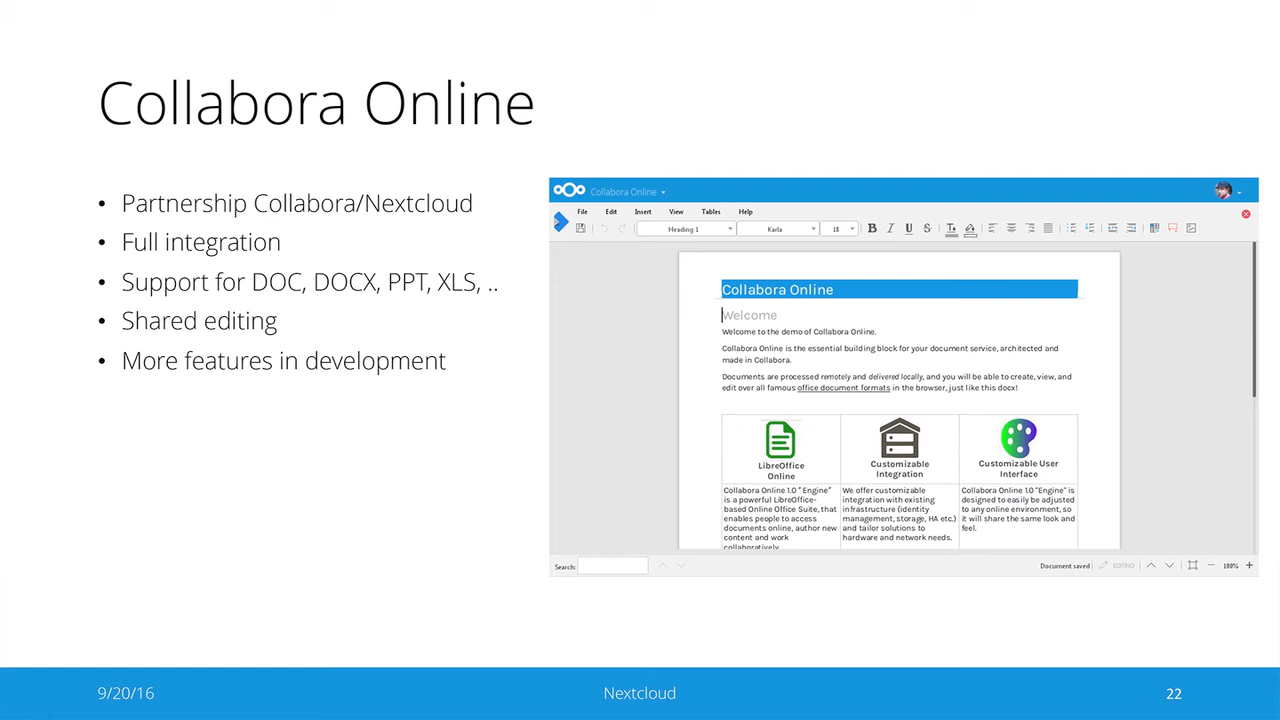 Collabora Online
• Partnership Collabora/Nextcloud
• Full integration
• Support for DOC, DOCX, PPT, XLS, ..
• Shared editing
• More features in development
Collabora Online
File Edit Insert View Tables Help
Heading 1 Karla 18 B I U S
Collabora Online
Welcome
Welcome to the demo of Collabora Online.
Collabora Online is the essential building block for your document service, architected and
made in Collabora.
Documents are processed remotely and delivered locally, and you will be able to create, view, and
edit over all famous office document formats in the browser, just like this docx!
LibreOffice
Online
Collabora Online 1.0 "Engine"
is a powerful LibreOffice-
based Online Office Suite, that
enables people to access
documents online, author new
content and work
collaboratively
Customizable
Integration
We offer customizable
integration with existing
infrastructure (identity
management, storage, HA etc.)
and tailor solutions to
hardware and network needs.
Customizable User
Interface
Collabora Online 1.0 "Engine" is
designed to easily be adjusted
to any online environment, so
it will share the same look and
feel.
Search: Document saved EDITING 100%
9/20/16 Nextcloud 22